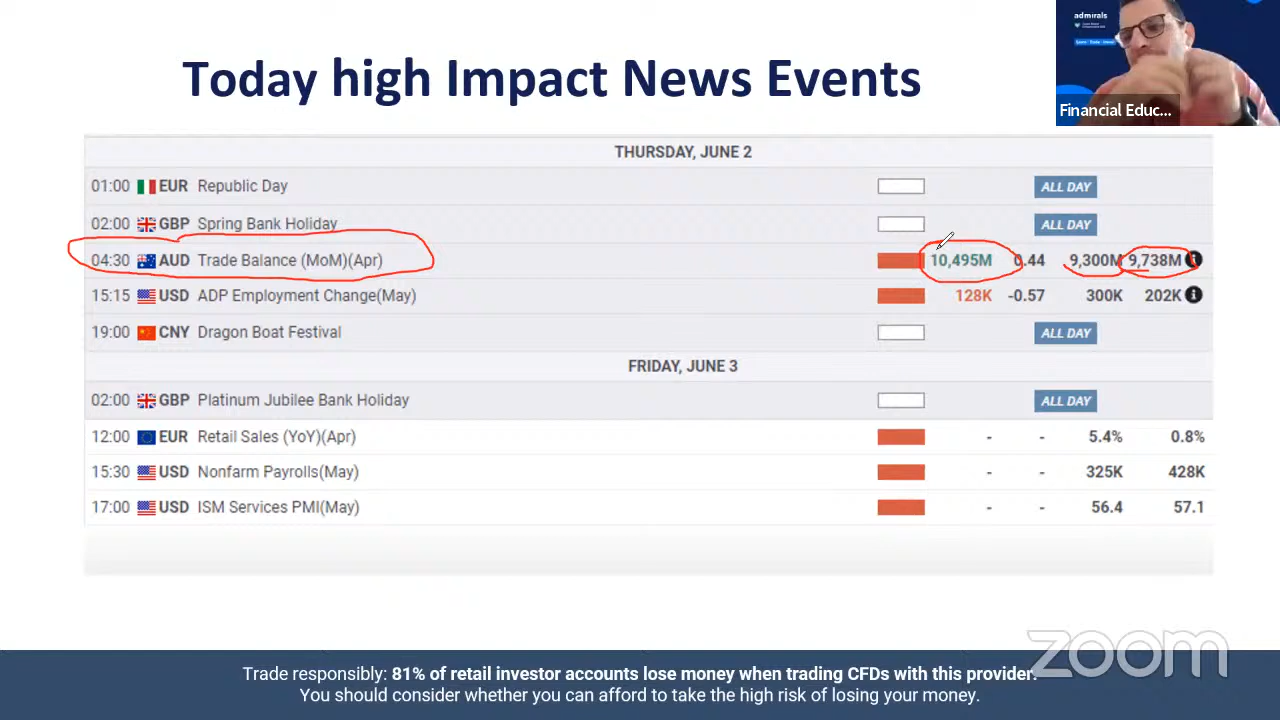 Today high Impact News Events
admirals
Financial Educ...
THURSDAY, JUNE 2
01:00 EUR Republic Day ALL DAY
02:00 GBP Spring Bank Holiday ALL DAY
04:30 AUD Trade Balance (MoM)(Apr) 10,495M 0.44 9,300M 9,738M
15:15 USD ADP Employment Change(May) 128K -0.57 300K 202K
19:00 CNY Dragon Boat Festival ALL DAY
FRIDAY, JUNE 3
02:00 GBP Platinum Jubilee Bank Holiday ALL DAY
12:00 EUR Retail Sales (YoY)(Apr) - - 5.4% 0.8%
15:30 USD Nonfarm Payrolls(May) - - 325K 428K
17:00 USD ISM Services PMI(May) - - 56.4 57.1
zoom
Trade responsibly: 81% of retail investor accounts lose money when trading CFDs with this provider.
You should consider whether you can afford to take the high risk of losing your money.